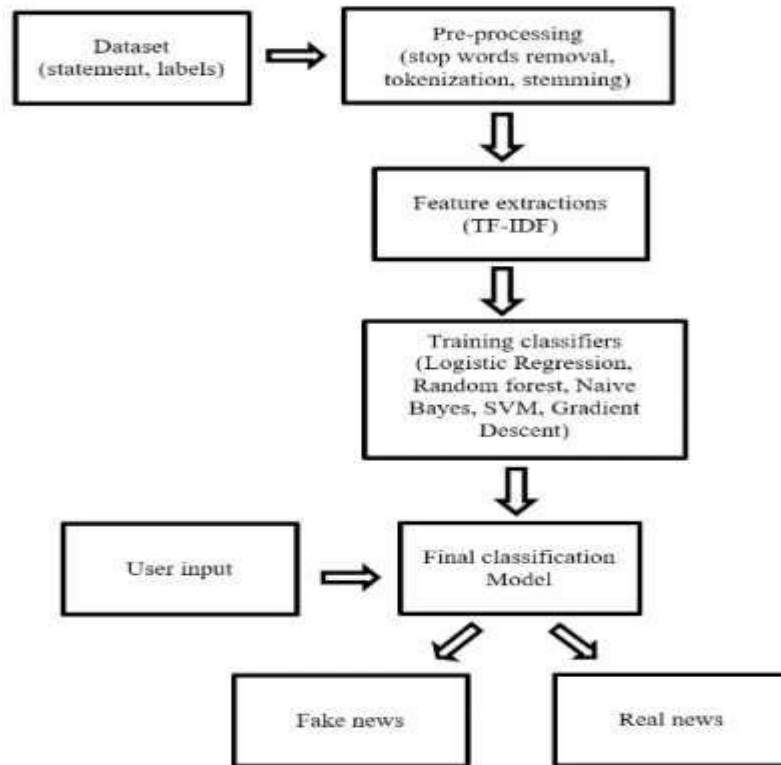 Dataset
(statement, labels)
Pre-processing
(stop words removal,
tokenization, stemming)
Feature extractions
(TF-IDF)
Training classifiers
(Logistic Regression,
Random forest, Naive
Bayes, SVM, Gradient
Descent)
User input
Final classification
Model
Fake news
Real news